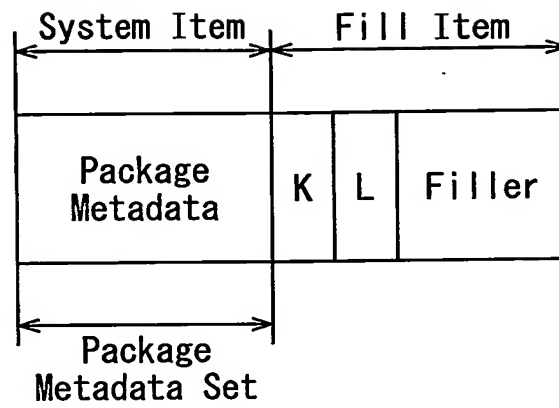 System Item Fill Item
Package
Metadata
K L Filler
Package
Metadata Set